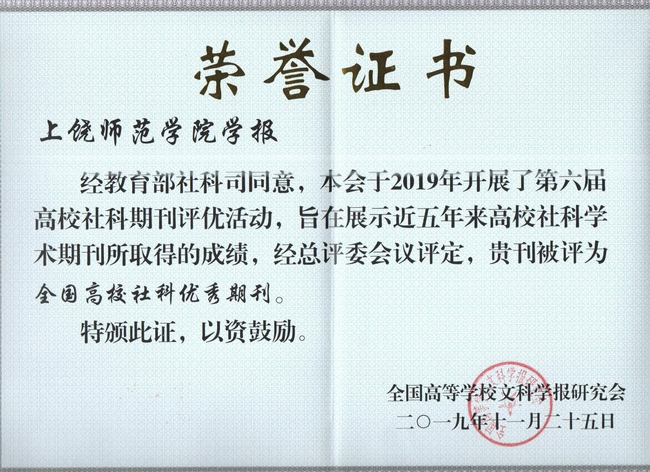 荣誉证书
上饶师范学院学报
经教育部社科司同意，本会于2019年开展了第六届
高校社科期刊评优活动，旨在展示近五年来高校社科学
术期刊所取得的成绩，经总评委会议评定，贵刊被评为
全国高校社科优秀期刊。
特颁此证，以资鼓励。
全国高等学校文科学报研究会
二〇一九年十一月二十五日